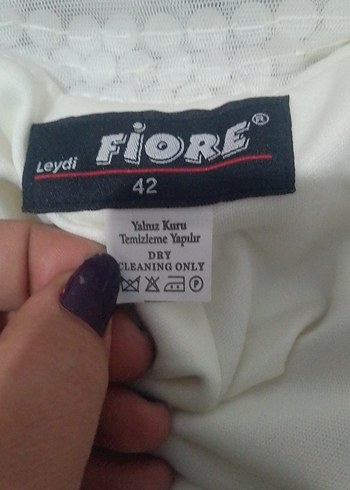 Leydi FiORE®
42
Yalnız Kuru
Temizleme Yapılır
DRY
CLEANING ONLY
P